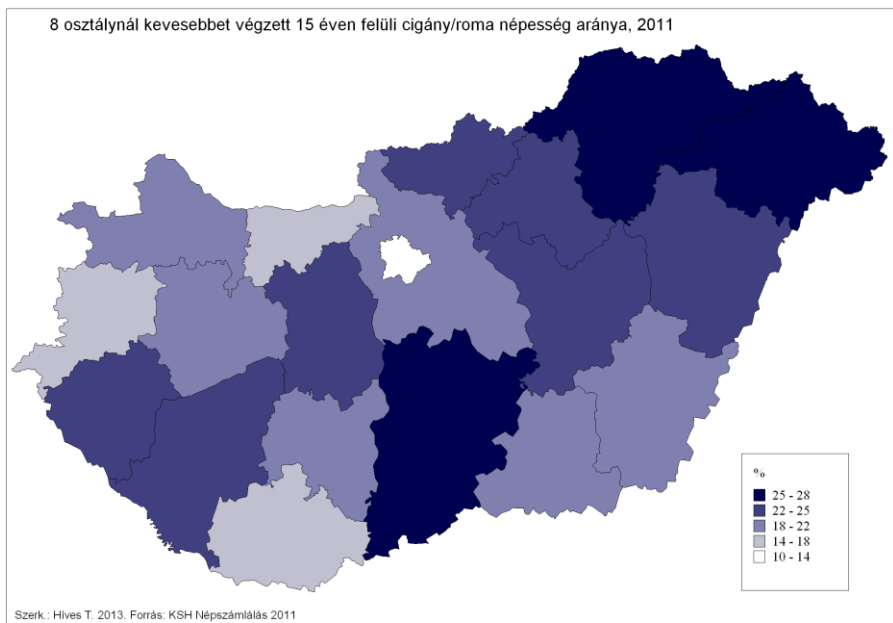 8 osztálynál kevesebbet végzett 15 éven felüli cigány/roma népesség aránya, 2011
%
25 - 28
22 - 25
18 - 22
14 - 18
10 - 14
Szerk.: Híves T. 2013. Forrás: KSH Népszámlálás 2011